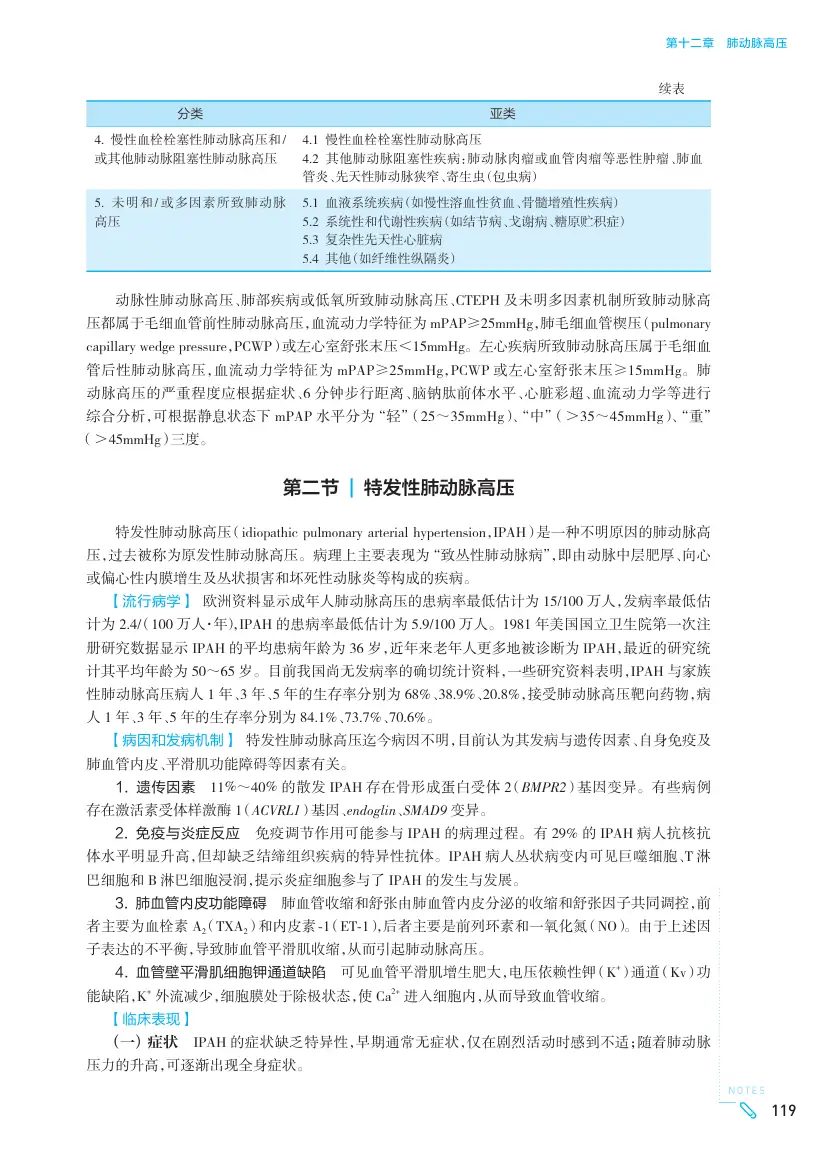 第十二章 肺动脉高压
续表
分类 亚类
4. 慢性血栓栓塞性肺动脉高压和/ 4.1 慢性血栓栓塞性肺动脉高压
或其他肺动脉阻塞性肺动脉高压 4.2 其他肺动脉阻塞性疾病:肺动脉肉瘤或血管肉瘤等恶性肿瘤、肺血
管炎、先天性肺动脉狭窄、寄生虫(包虫病)
5. 未明和/或多因素所致肺动脉 5.1 血液系统疾病(如慢性溶血性贫血、骨髓增殖性疾病)
高压 5.2 系统性和代谢性疾病(如结节病、戈谢病、糖原贮积症)
5.3 复杂性先天性心脏病
5.4 其他(如纤维性纵隔炎)
动脉性肺动脉高压、肺部疾病或低氧所致肺动脉高压、CTEPH 及未明多因素机制所致肺动脉高
压都属于毛细血管前性肺动脉高压,血流动力学特征为 mPAP≥25mmHg,肺毛细血管楔压(pulmonary
capillary wedge pressure,PCWP)或左心室舒张末压<15mmHg。左心疾病所致肺动脉高压属于毛细血
管后性肺动脉高压,血流动力学特征为 mPAP≥25mmHg,PCWP 或左心室舒张末压≥15mmHg。肺
动脉高压的严重程度应根据症状、6 分钟步行距离、脑钠肽前体水平、心脏彩超、血流动力学等进行
综合分析,可根据静息状态下 mPAP 水平分为“轻”(25~35mmHg)、“中”(>35~45mmHg)、“重”
(>45mmHg)三度。
第二节 | 特发性肺动脉高压
特发性肺动脉高压(idiopathic pulmonary arterial hypertension,IPAH)是一种不明原因的肺动脉高
压,过去被称为原发性肺动脉高压。病理上主要表现为“致丛性肺动脉病”,即由动脉中层肥厚、向心
或偏心性内膜增生及丛状损害和坏死性动脉炎等构成的疾病。
【流行病学】 欧洲资料显示成年人肺动脉高压的患病率最低估计为 15/100 万人,发病率最低估
计为 2.4/(100 万人·年),IPAH 的患病率最低估计为 5.9/100 万人。1981 年美国国立卫生院第一次注
册研究数据显示 IPAH 的平均患病年龄为 36 岁,近年来老年人更多地被诊断为 IPAH,最近的研究统
计其平均年龄为 50~65 岁。目前我国尚无发病率的确切统计资料,一些研究资料表明,IPAH 与家族
性肺动脉高压病人 1 年、3 年、5 年的生存率分别为 68%、38.9%、20.8%,接受肺动脉高压靶向药物,病
人 1 年、3 年、5 年的生存率分别为 84.1%、73.7%、70.6%。
【病因和发病机制】 特发性肺动脉高压迄今病因不明,目前认为其发病与遗传因素、自身免疫及
肺血管内皮、平滑肌功能障碍等因素有关。
1. 遗传因素 11%~40% 的散发 IPAH 存在骨形成蛋白受体 2(BMPR2)基因变异。有些病例
存在激活素受体样激酶 1(ACVRL1)基因、endoglin、SMAD9 变异。
2. 免疫与炎症反应 免疫调节作用可能参与 IPAH 的病理过程。有 29% 的 IPAH 病人抗核抗
体水平明显升高,但却缺乏结缔组织疾病的特异性抗体。IPAH 病人丛状病变内可见巨噬细胞、T 淋
巴细胞和 B 淋巴细胞浸润,提示炎症细胞参与了 IPAH 的发生与发展。
3. 肺血管内皮功能障碍 肺血管收缩和舒张由肺血管内皮分泌的收缩和舒张因子共同调控,前
者主要为血栓素 A₂(TXA₂)和内皮素-1(ET-1),后者主要是前列环素和一氧化氮(NO)。由于上述因
子表达的不平衡,导致肺血管平滑肌收缩,从而引起肺动脉高压。
4. 血管壁平滑肌细胞钾通道缺陷 可见血管平滑肌增生肥大,电压依赖性钾(K⁺)通道(Kv)功
能缺陷,K⁺ 外流减少,细胞膜处于除极状态,使 Ca²⁺ 进入细胞内,从而导致血管收缩。
【临床表现】
(一)症状 IPAH 的症状缺乏特异性,早期通常无症状,仅在剧烈活动时感到不适;随着肺动脉
压力的升高,可逐渐出现全身症状。
NOTES
119